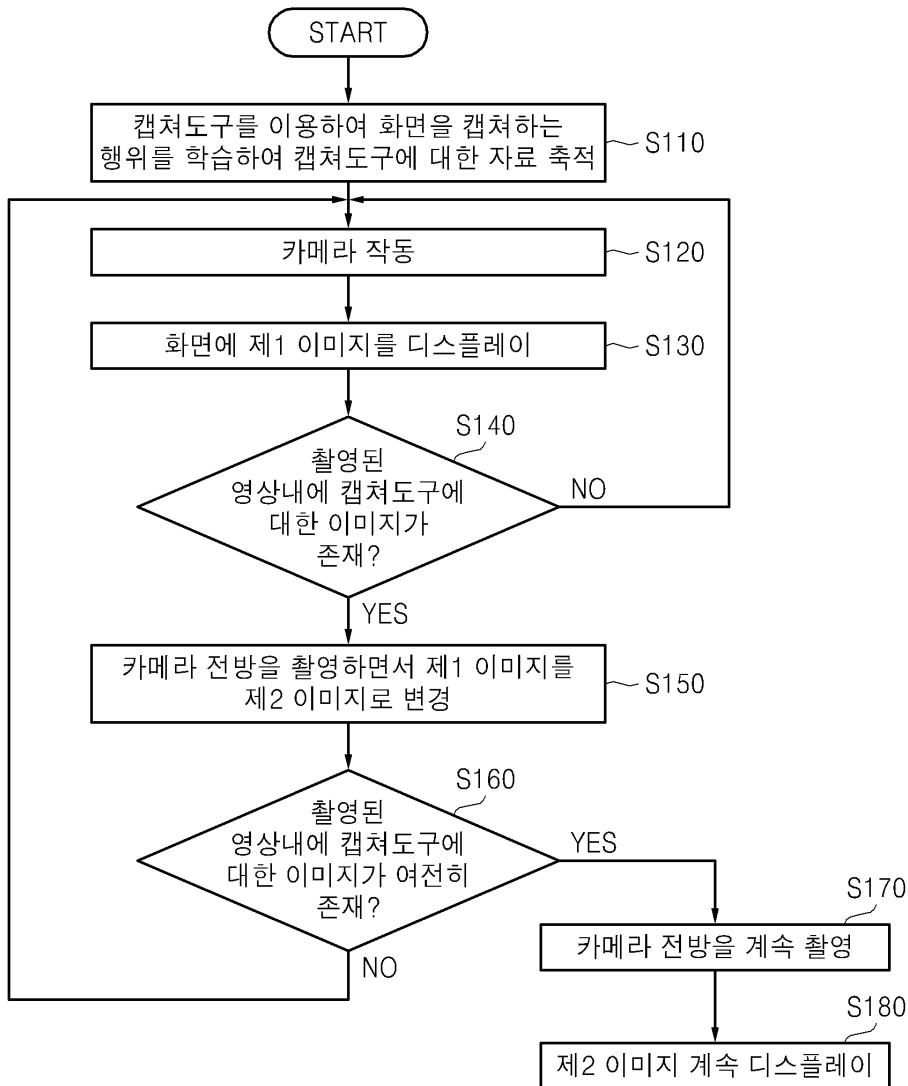 START
캡쳐도구를 이용하여 화면을 캡쳐하는
행위를 학습하여 캡쳐도구에 대한 자료 축적
S110
카메라 작동
S120
화면에 제1 이미지를 디스플레이
S130
S140
촬영된
영상내에 캡쳐도구에
대한 이미지가
존재?
NO
YES
카메라 전방을 촬영하면서 제1 이미지를
제2 이미지로 변경
S150
S160
촬영된
영상내에 캡쳐도구에
대한 이미지가 여전히
존재?
YES
NO
S170
카메라 전방을 계속 촬영
S180
제2 이미지 계속 디스플레이